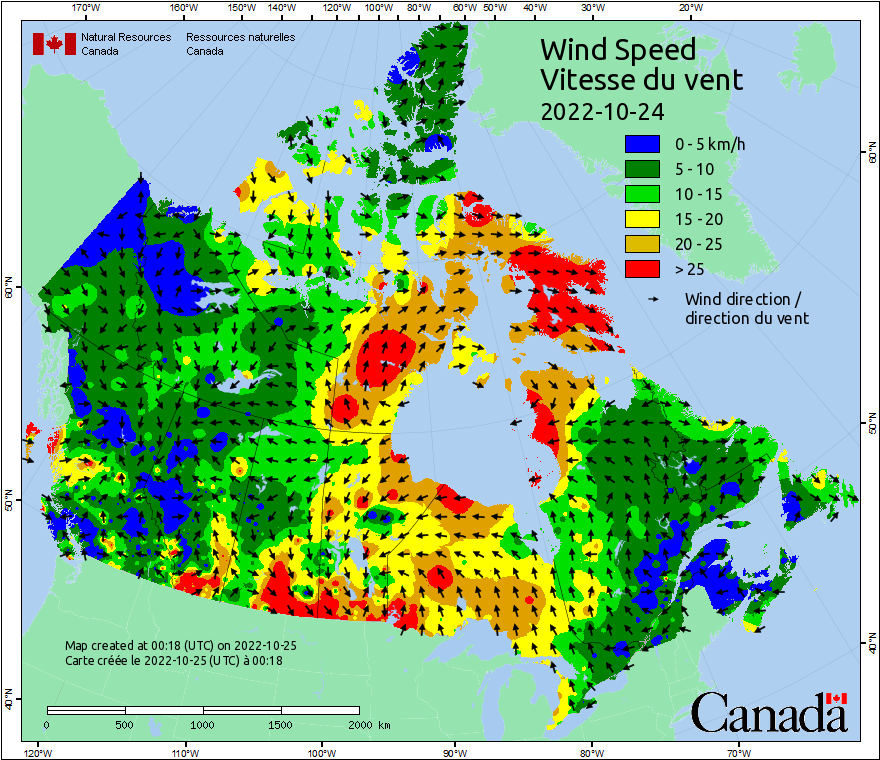 170°W 160°W 150°W 140°W 130°W 120°W 110°W 100°W 90°W 80°W 70°W 60°W 50°W 40°W 30°W 20°W
Natural Resources Canada
Ressources naturelles Canada
Wind Speed
Vitesse du vent
2022-10-24
0 - 5 km/h
5 - 10
10 - 15
15 - 20
20 - 25
> 25
Wind direction /
direction du vent
60°N
60°N
50°N
50°N
40°N
40°N
Map created at 00:18 (UTC) on 2022-10-25
Carte créée le 2022-10-25 (UTC) à 00:18
0 500 1000 1500 2000 km
Canada
120°W 110°W 100°W 90°W 80°W 70°W